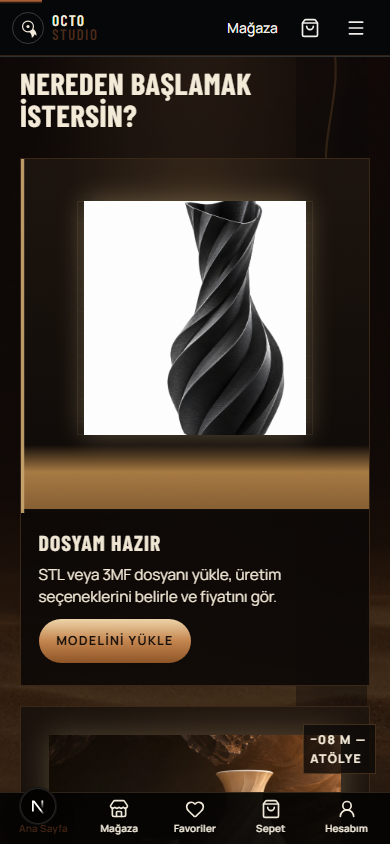 OCTO
STUDIO
Mağaza
NEREDEN BAŞLAMAK
İSTERSİN?
DOSYAM HAZIR
STL veya 3MF dosyanı yükle, üretim
seçeneklerini belirle ve fiyatını gör.
MODELİNİ YÜKLE
−08 M —
ATÖLYE
N
Ana Sayfa
Mağaza
Favoriler
Sepet
Hesabım